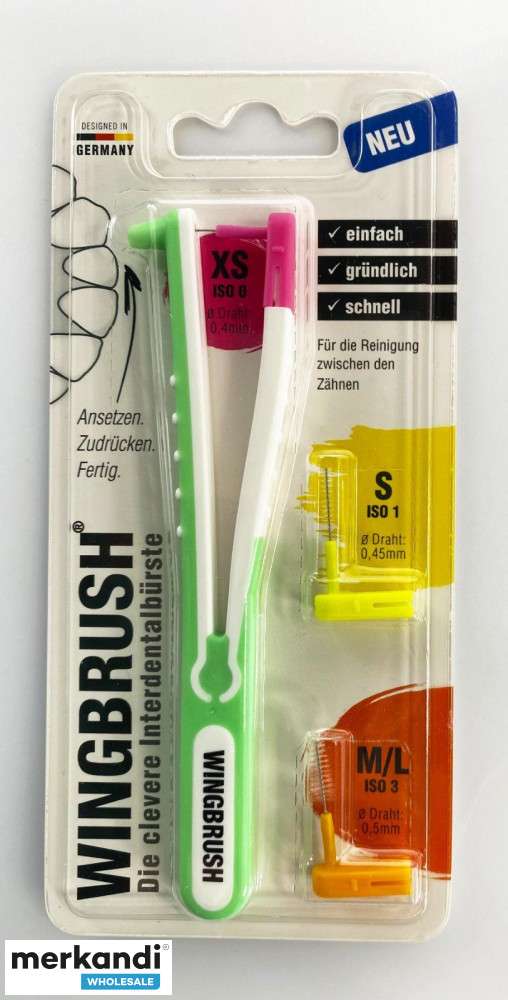 DESIGNED IN
GERMANY
NEU
XS
ISO 0
ø Draht:
0,4mm
✓ einfach
✓ gründlich
✓ schnell
Für die Reinigung
zwischen den
Zähnen
Ansetzen.
Zudrücken.
Fertig.
S
ISO 1
ø Draht:
0,45mm
WINGBRUSH®
Die clevere Interdentalbürste
WINGBRUSH
M/L
ISO 3
ø Draht:
0,5mm
merkandi
WHOLESALE